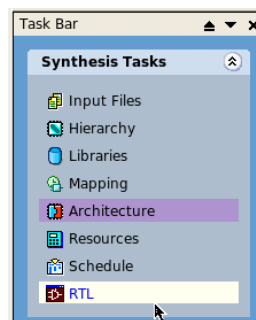 Task Bar
Synthesis Tasks
Input Files
Hierarchy
Libraries
Mapping
Architecture
Resources
Schedule
RTL